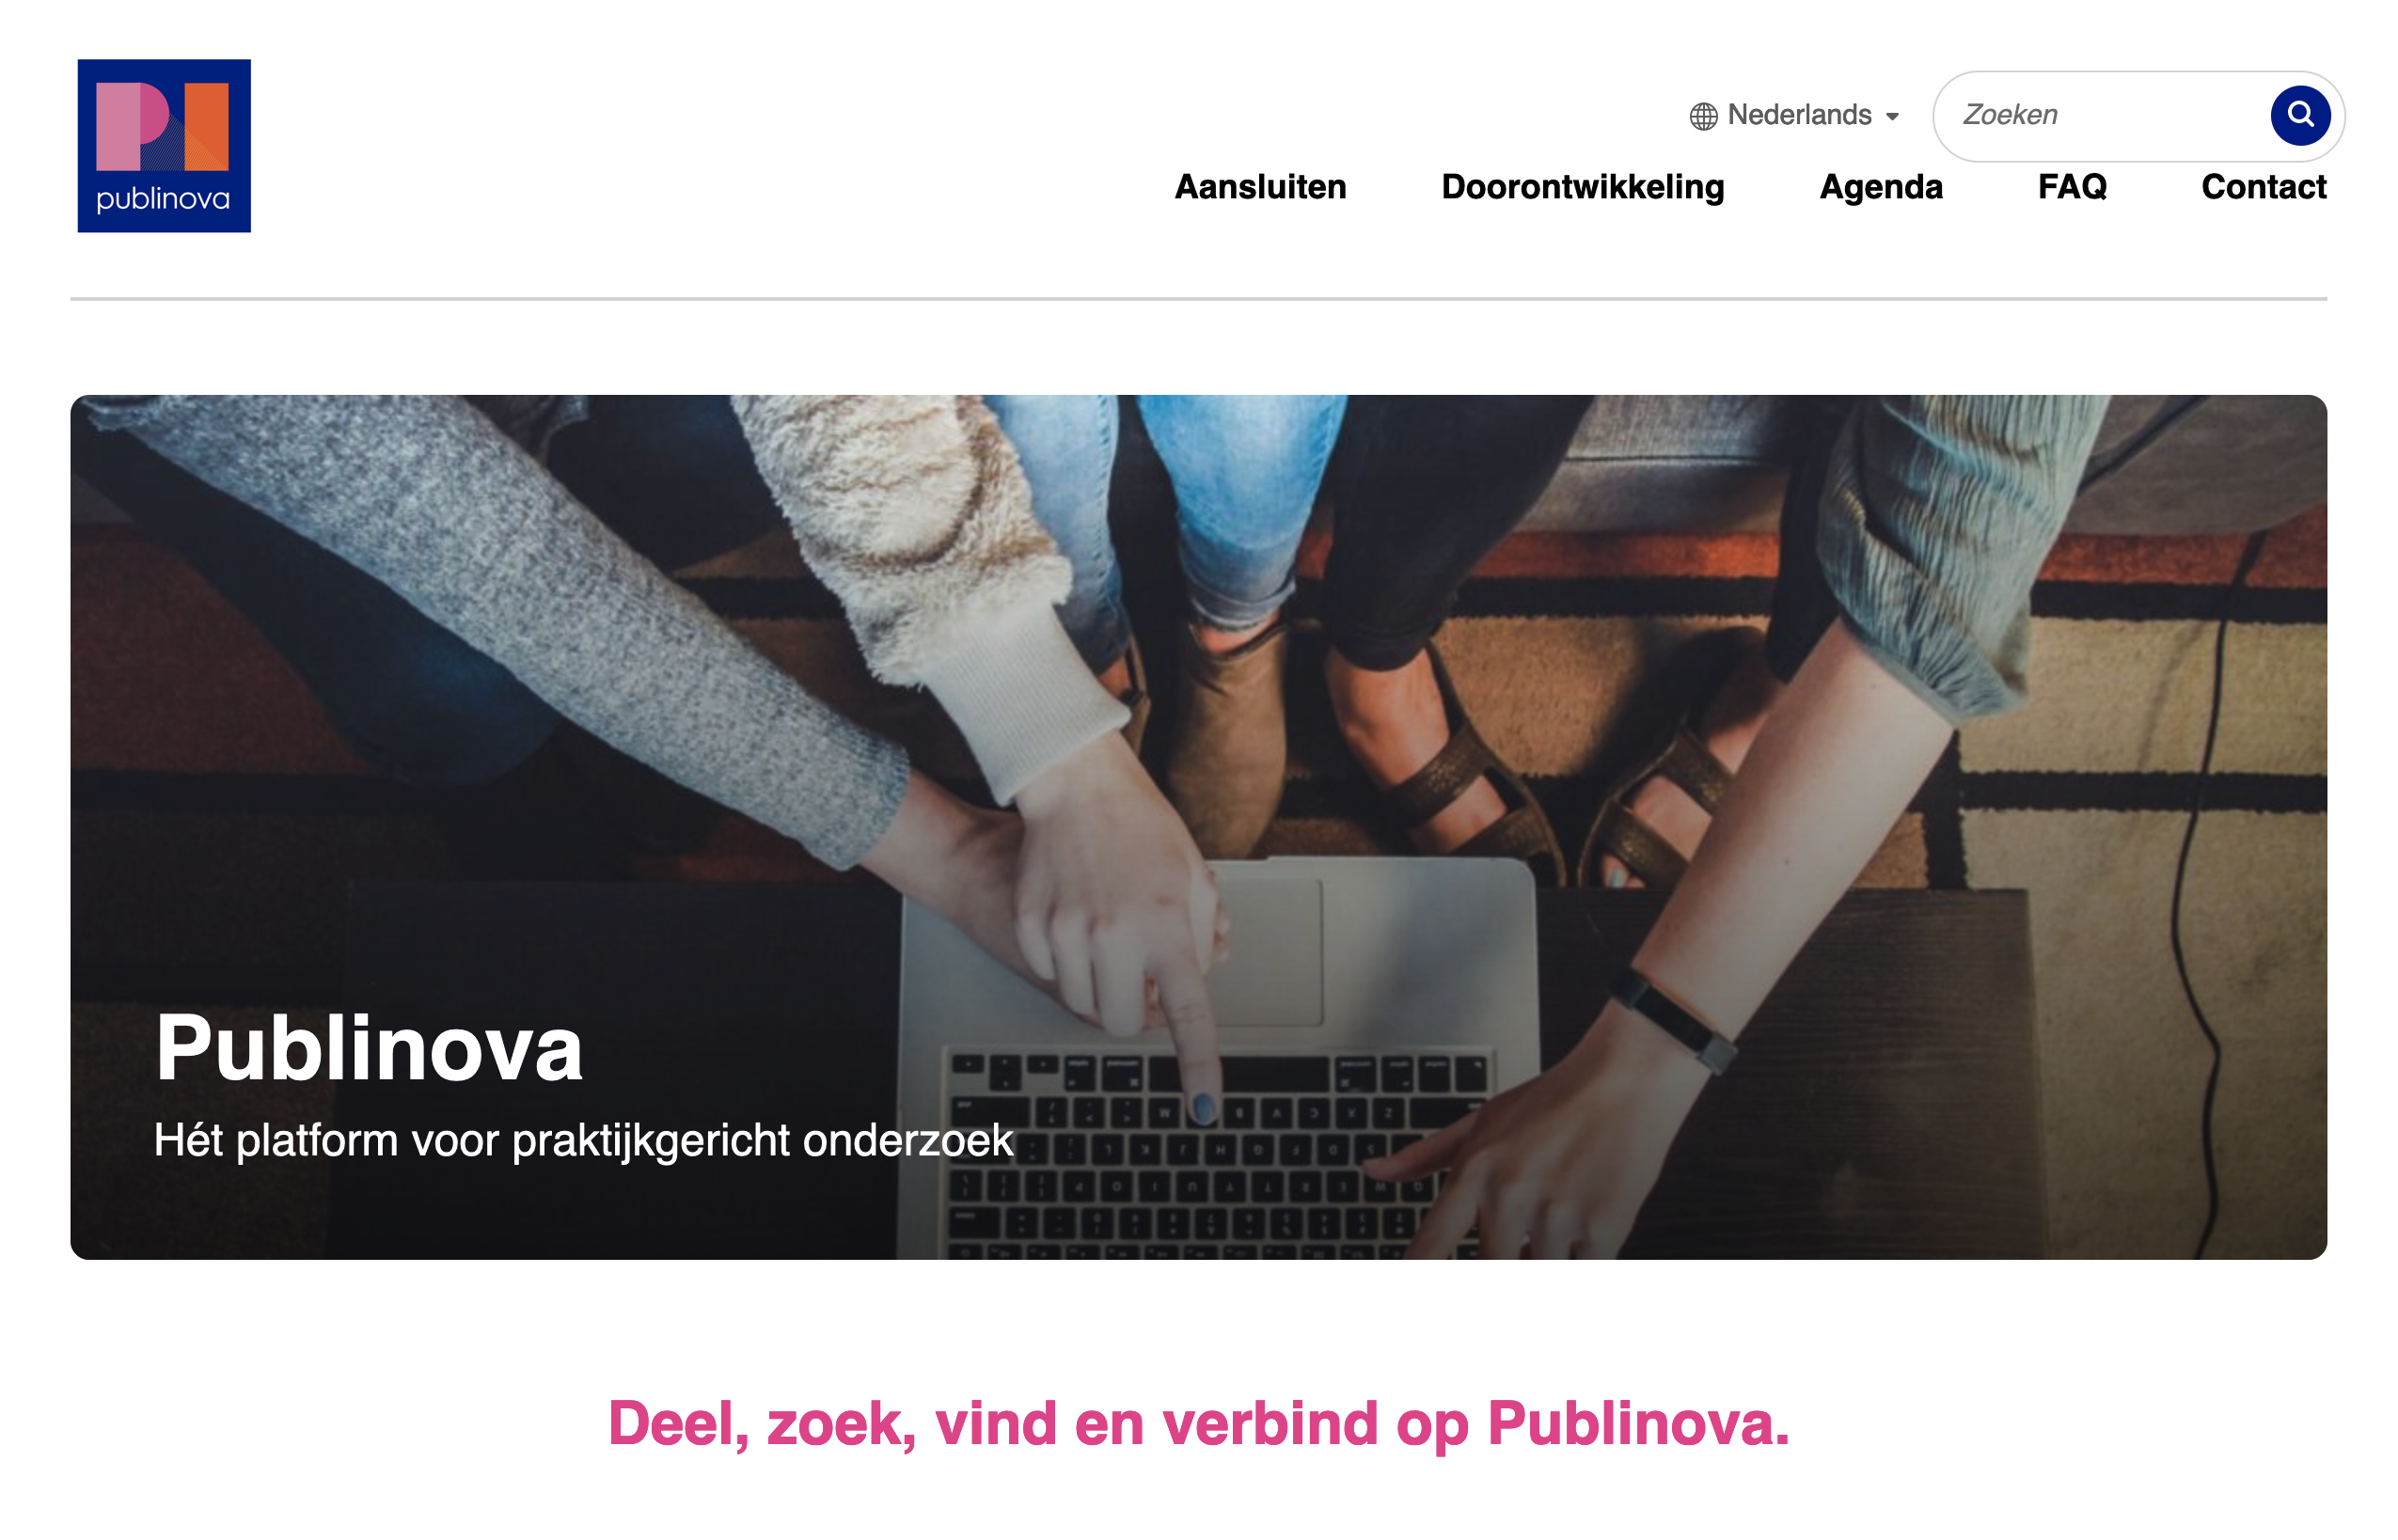 publinova
Nederlands
Zoeken
Aansluiten Doorontwikkeling Agenda FAQ Contact
Publinova
Hét platform voor praktijkgericht onderzoek
Deel, zoek, vind en verbind op Publinova.